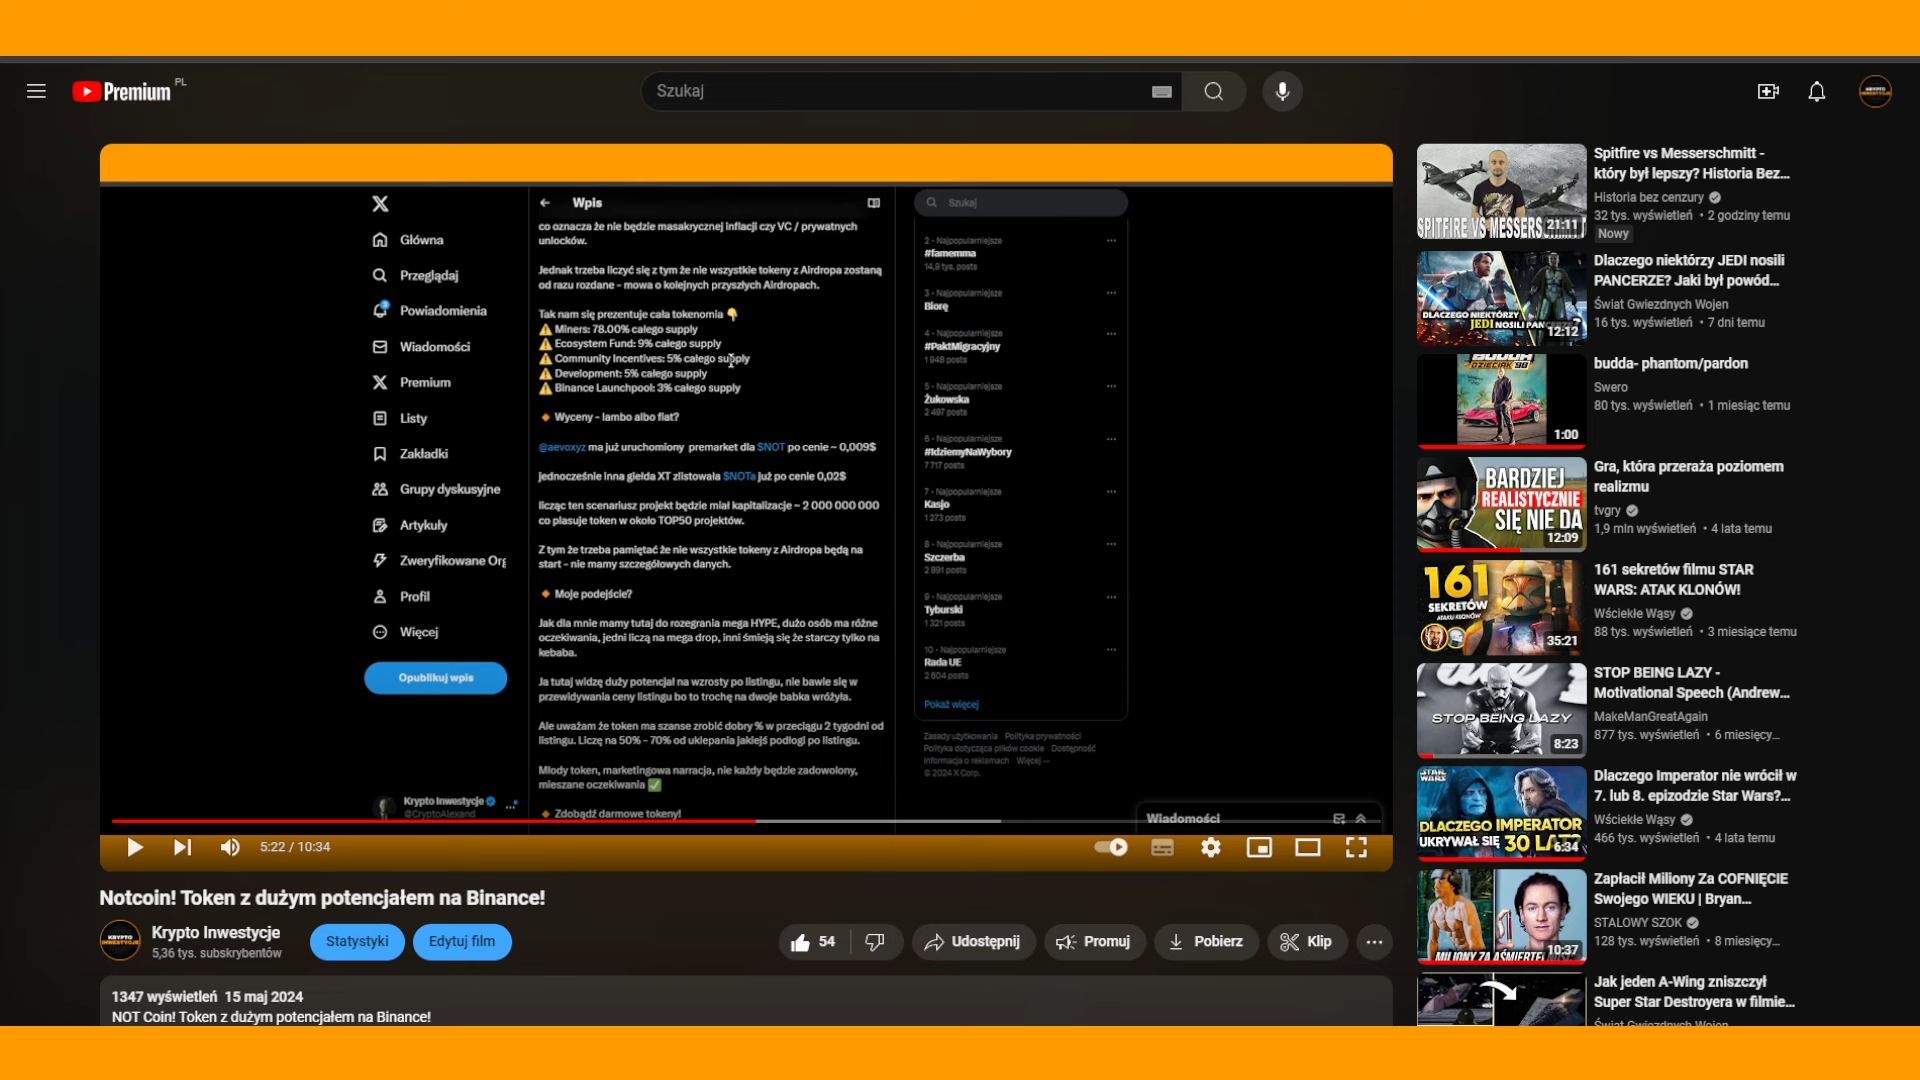 Premium PL
Szukaj
X
Główna
Przeglądaj
Powiadomienia
Wiadomości
Premium
Listy
Zakładki
Grupy dyskusyjne
Artykuły
Zweryfikowane Org
Profil
Więcej
Opublikuj wpis
Krypto Inwestycje
@CryptoAlexand
Wpis
co oznacza że nie będzie masakrycznej inflacji czy VC / prywatnych
unlocków.
Jednak trzeba liczyć się z tym że nie wszystkie tokeny z Airdropa zostaną
od razu rozdane - mowa o kolejnych przyszłych Airdropach.
Tak nam się prezentuje cała tokenomia 👇
⚠️ Miners: 78.00% całego supply
⚠️ Ecosystem Fund: 9% całego supply
⚠️ Community Incentives: 5% całego supply
⚠️ Development: 5% całego supply
⚠️ Binance Launchpool: 3% całego supply
🔸 Wyceny - lambo albo fiat?
@aevoxyz ma już uruchomiony premarket dla $NOT po cenie ~ 0,009$
jednocześnie inna giełda XT zlistowała $NOTa już po cenie 0,02$
licząc ten scenariusz projekt będzie miał kapitalizacje ~ 2 000 000 000
co plasuje token w około TOP50 projektów.
Z tym że trzeba pamiętać że nie wszystkie tokeny z Airdropa będą na
start - nie mamy szczegółowych danych.
🔸 Moje podejście?
Jak dla mnie mamy tutaj do rozegrania mega HYPE, dużo osób ma różne
oczekiwania, jedni liczą na mega drop, inni śmieją się że starczy tylko na
kebaba.
Ja tutaj widzę duży potencjał na wzrosty po listingu, nie bawie się w
przewidywania ceny listingu bo to trochę na dwoje babka wróżyła.
Ale uważam że token ma szanse zrobić dobry % w przeciągu 2 tygodni od
listingu. Liczę na 50% - 70% od uklepania jakiejś podłogi po listingu.
Młody token, marketingowa narracja, nie każdy będzie zadowolony,
mieszane oczekiwania ✅
🔸 Zdobądź darmowe tokeny!
Szukaj
2 · Najpopularniejsze
#famemma
14,9 tys. posts
3 · Najpopularniejsze
Biorę
4 · Najpopularniejsze
#PaktMigracyjny
1 948 posts
5 · Najpopularniejsze
Żukowska
2 497 posts
6 · Najpopularniejsze
#IdziemyNaWybory
7 717 posts
7 · Najpopularniejsze
Kasjo
1 273 posts
8 · Najpopularniejsze
Szczerba
2 891 posts
9 · Najpopularniejsze
Tyburski
1 321 posts
10 · Najpopularniejsze
Rada UE
2 604 posts
Pokaż więcej
Zasady użytkowania Polityka prywatności
Polityka dotycząca plików cookie Dostępność
Informacja o reklamach Więcej ···
© 2024 X Corp.
Wiadomości
5:22 / 10:34
Notcoin! Token z dużym potencjałem na Binance!
KRYPTO
INWESTYCJE
Krypto Inwestycje
5,36 tys. subskrybentów
Statystyki
Edytuj film
54
Udostępnij
Promuj
Pobierz
Klip
1347 wyświetleń 15 maj 2024
NOT Coin! Token z dużym potencjałem na Binance!
SPITFIRE VS MESSERS
21:11
Spitfire vs Messerschmitt -
który był lepszy? Historia Bez...
Historia bez cenzury
32 tys. wyświetleń • 2 godziny temu
Nowy
DLACZEGO NIEKTÓRZY
JEDI NOSILI PAN
12:12
Dlaczego niektórzy JEDI nosili
PANCERZE? Jaki był powód...
Świat Gwiezdnych Wojen
16 tys. wyświetleń • 7 dni temu
BUDDA
DZIECIAK '98
1:00
budda- phantom/pardon
Swero
80 tys. wyświetleń • 1 miesiąc temu
BARDZIEJ
REALISTYCZNIE
SIĘ NIE DA
12:09
Gra, która przeraża poziomem
realizmu
tvgry
1,9 mln wyświetleń • 4 lata temu
161
SEKRETÓW
ATAKU KLONÓW
35:21
161 sekretów filmu STAR
WARS: ATAK KLONÓW!
Wściekłe Wąsy
88 tys. wyświetleń • 3 miesiące temu
STOP BEING LAZY
8:23
STOP BEING LAZY -
Motivational Speech (Andrew...
MakeManGreatAgain
877 tys. wyświetleń • 6 miesięcy...
STAR
WARS
DLACZEGO IMPERATOR
UKRYWAŁ SIĘ 30 LAT?
6:34
Dlaczego Imperator nie wrócił w
7. lub 8. epizodzie Star Wars?...
Wściekłe Wąsy
466 tys. wyświetleń • 4 lata temu
MILIONY ZA
10:37
Zapłacił Miliony Za COFNIĘCIE
Swojego WIEKU | Bryan...
STALOWY SZOK
128 tys. wyświetleń • 8 miesięcy...
Jak jeden A-Wing zniszczył
Super Star Destroyera w filmie...
Świat Gwiezdnych Wojen